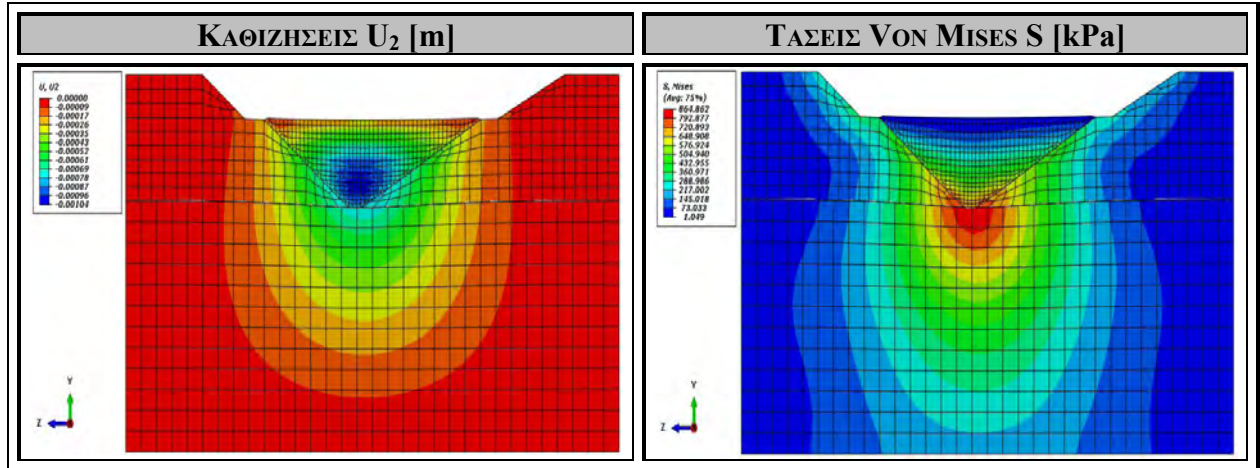 ΚΑΘΙΖΗΣΕΙΣ U2 [m]
ΤΑΣΕΙΣ VON MISES S [kPa]
U, U2
0.00000
-0.00009
-0.00017
-0.00026
-0.00035
-0.00043
-0.00052
-0.00061
-0.00069
-0.00078
-0.00087
-0.00096
-0.00104
Y
Z
S, Mises
(Avg: 75%)
864.862
792.877
720.893
648.908
576.924
504.940
432.955
360.971
288.986
217.002
145.018
73.033
1.049
Y
Z